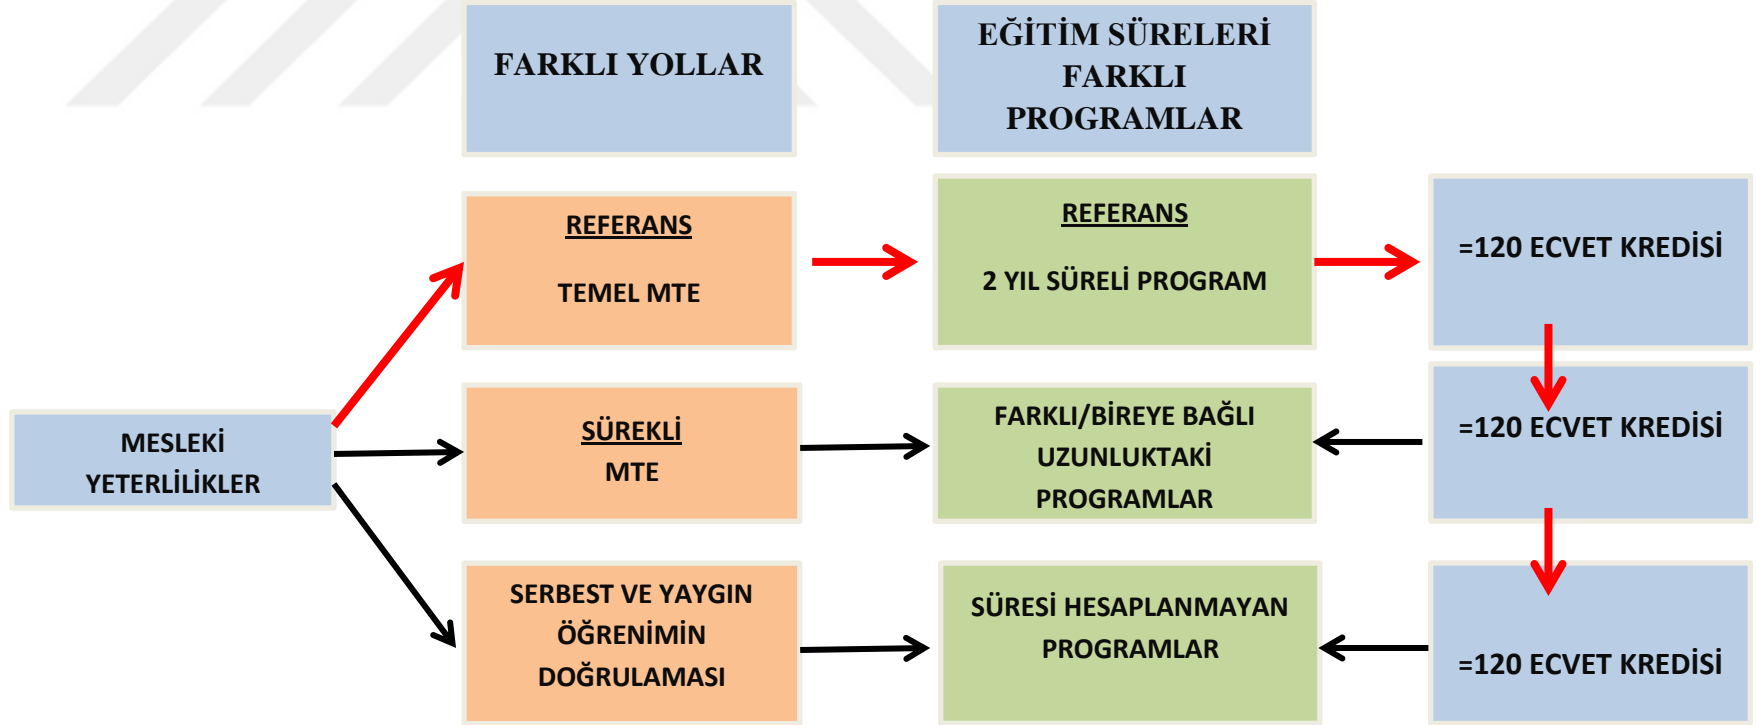 FARKLI YOLLAR
EĞİTİM SÜRELERİ
FARKLI
PROGRAMLAR
REFERANS
TEMEL MTE
REFERANS
2 YIL SÜRELİ PROGRAM
=120 ECVET KREDİSİ
MESLEKİ
YETERLİLİKLER
SÜREKLİ
MTE
FARKLI/BİREYE BAĞLI
UZUNLUKTAKİ
PROGRAMLAR
=120 ECVET KREDİSİ
SERBEST VE YAYGIN
ÖĞRENİMİN
DOĞRULAMASI
SÜRESİ HESAPLANMAYAN
PROGRAMLAR
=120 ECVET KREDİSİ